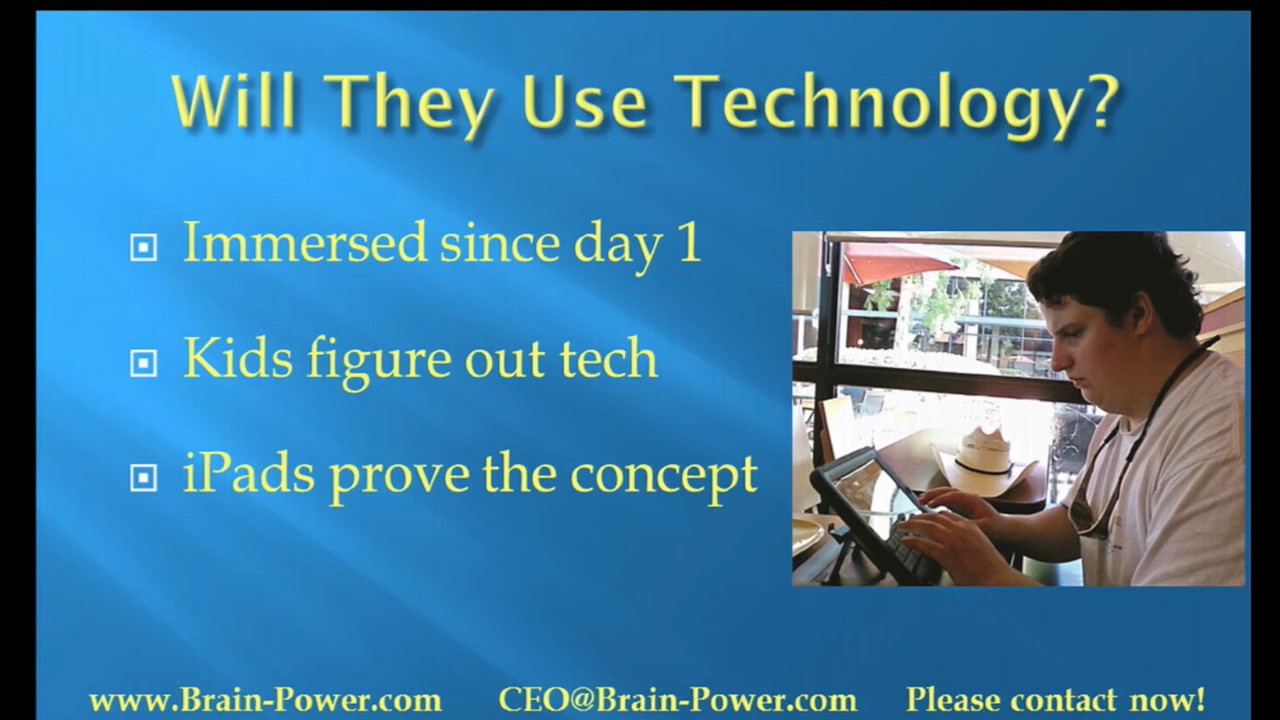 Will They Use Technology?
Immersed since day 1
Kids figure out tech
iPads prove the concept
www.Brain-Power.com CEO@Brain-Power.com Please contact now!